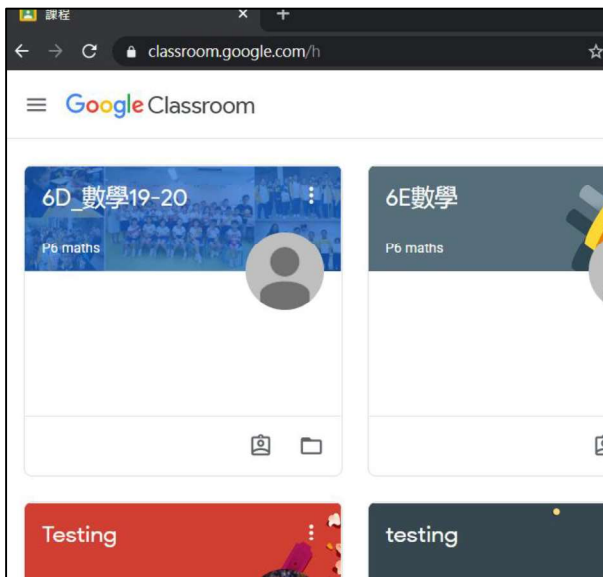 課程
classroom.google.com/h
Google Classroom
6D_數學19-20
P6 maths
6E數學
P6 maths
Testing
testing